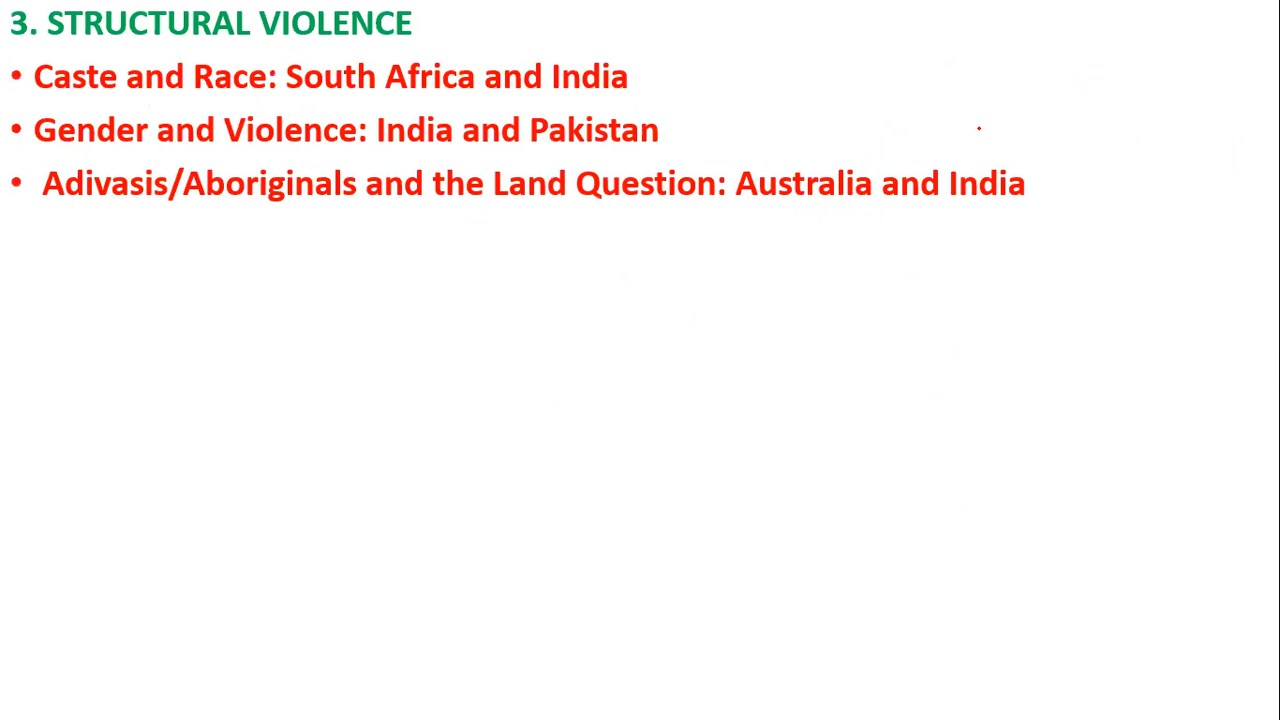 3. STRUCTURAL VIOLENCE
• Caste and Race: South Africa and India
• Gender and Violence: India and Pakistan
• Adivasis/Aboriginals and the Land Question: Australia and India